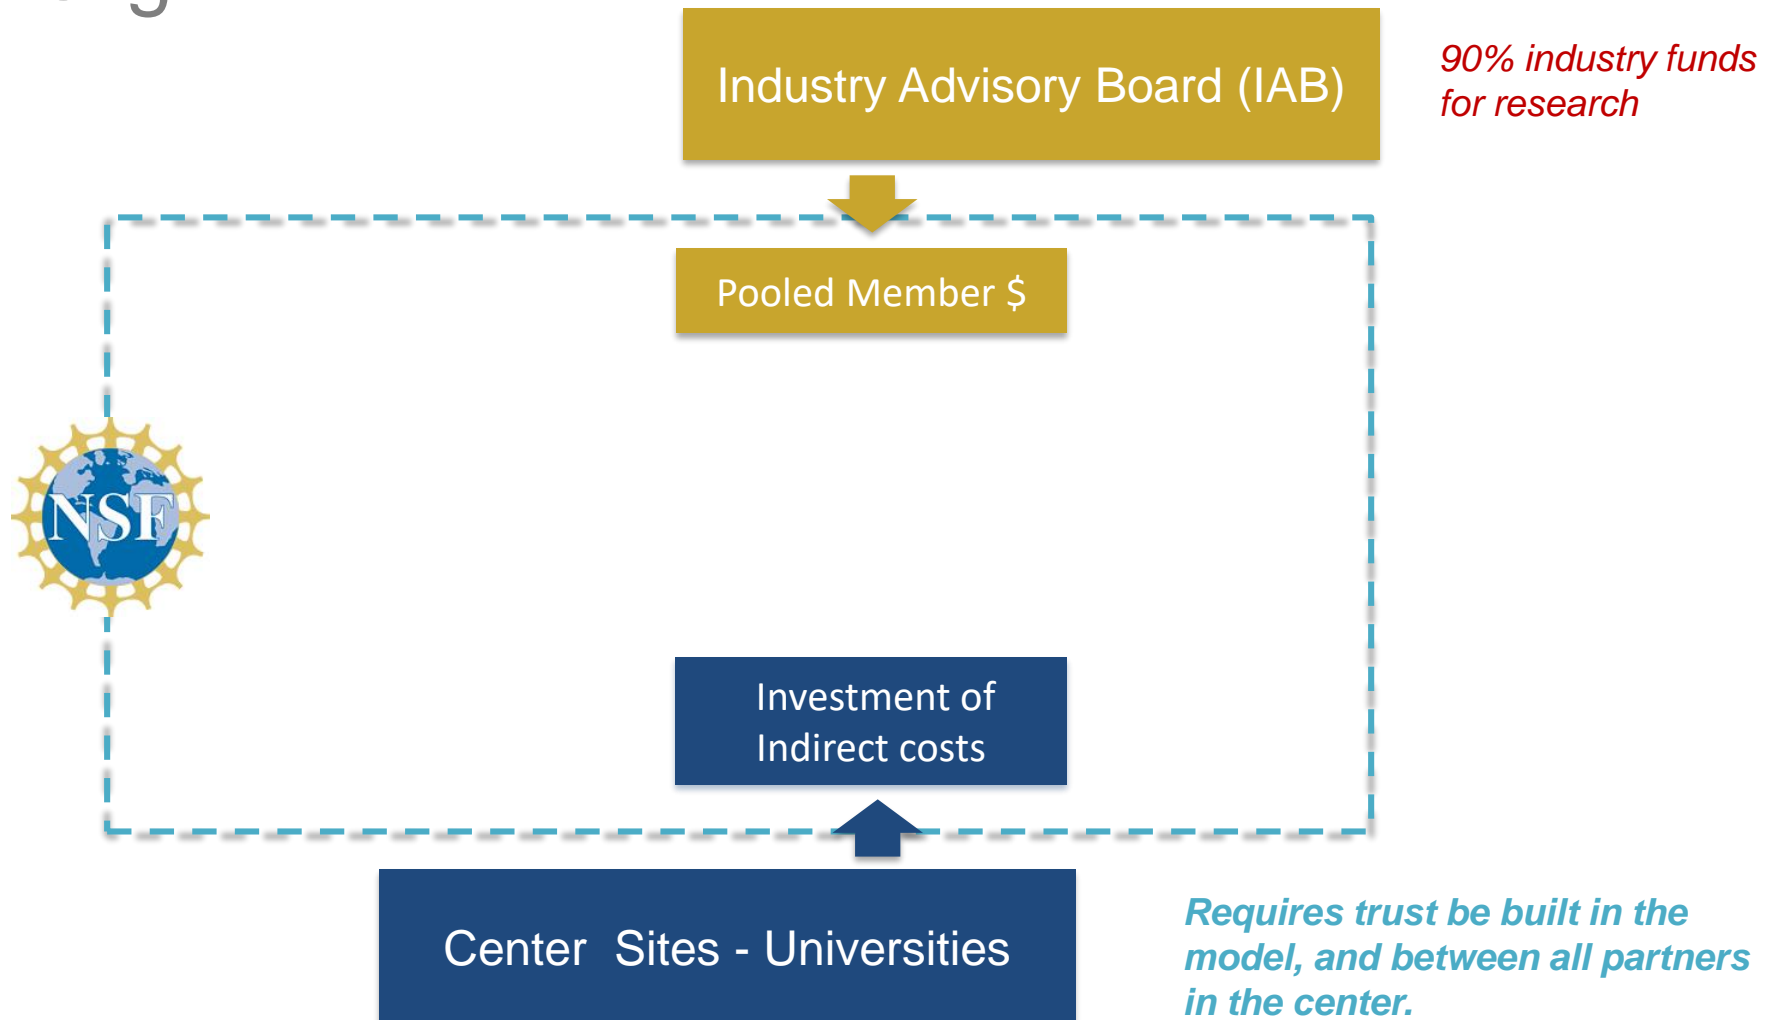 Industry Advisory Board (IAB)
90% industry funds
for research
Pooled Member $
NSF
Investment of
Indirect costs
Center Sites - Universities
Requires trust be built in the
model, and between all partners
in the center.